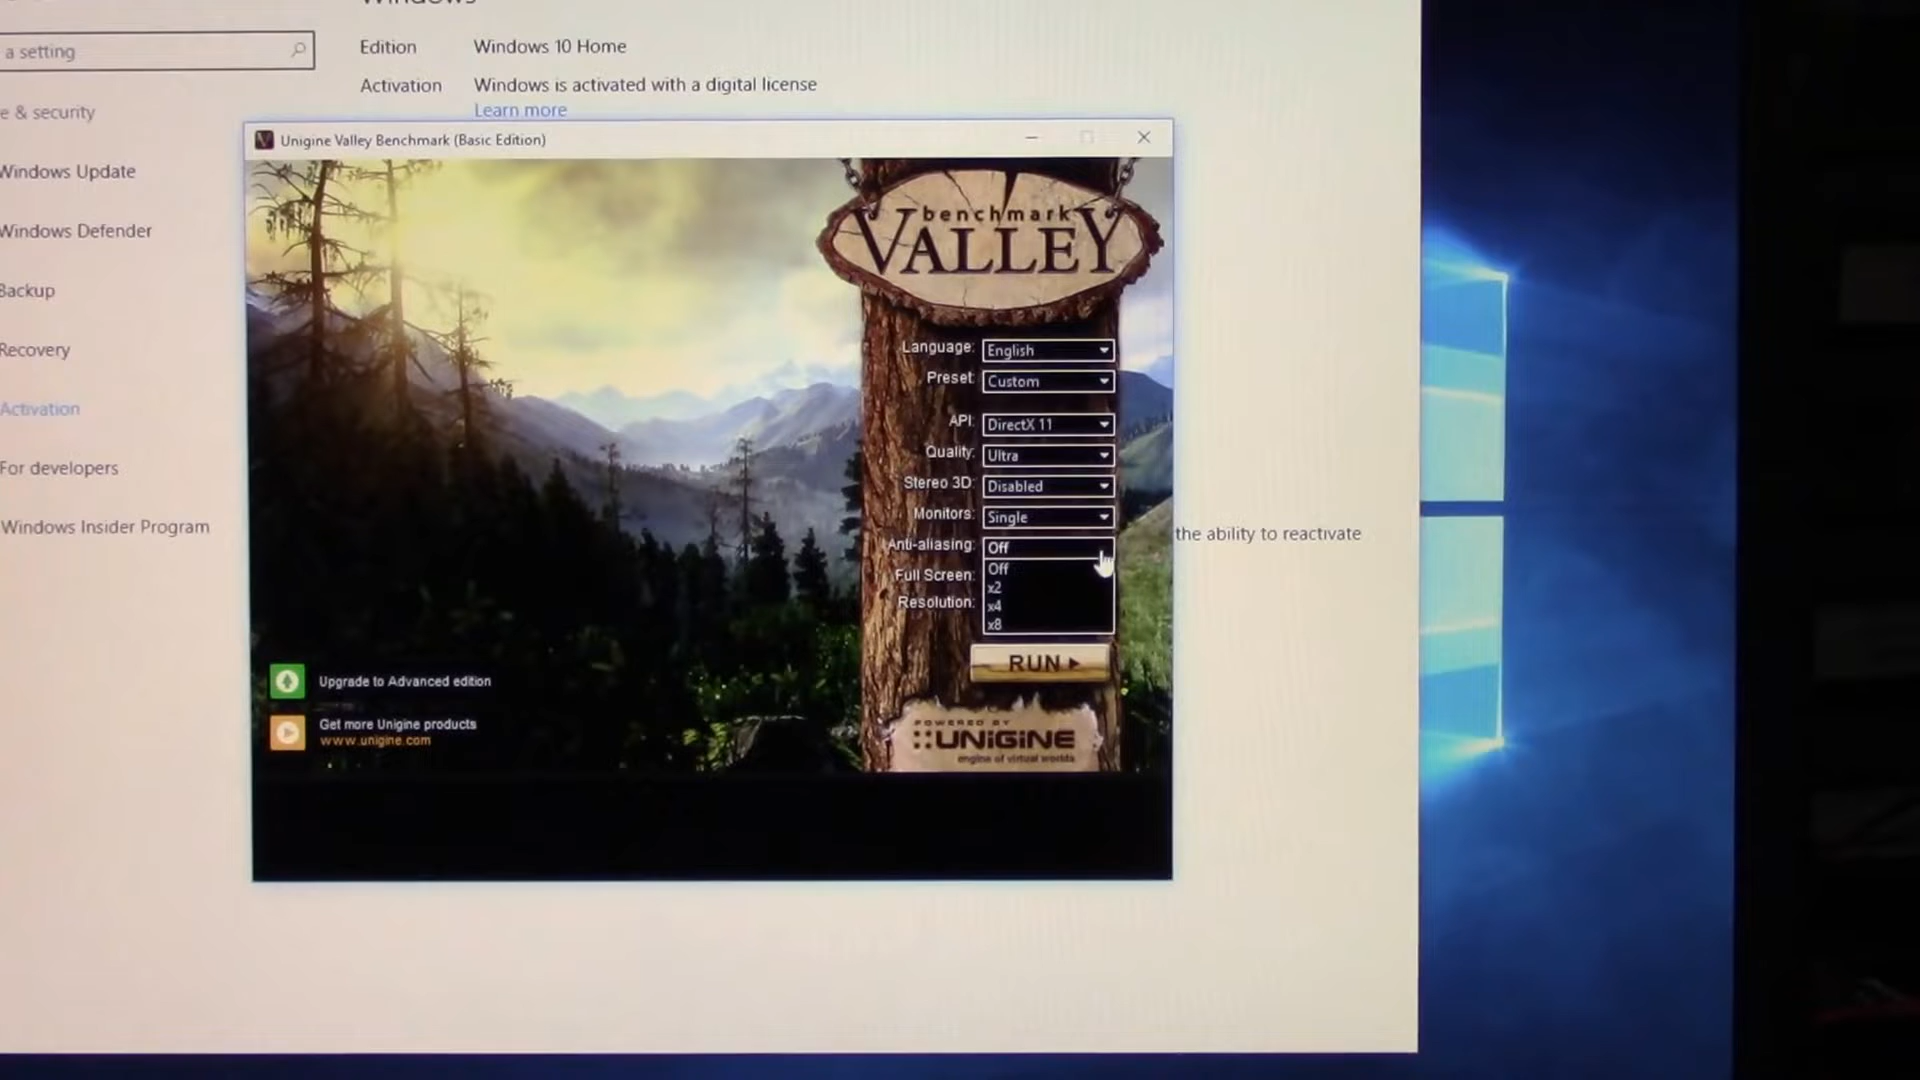 Windows
a setting
Edition Windows 10 Home
Activation Windows is activated with a digital license
Learn more
e & security
Windows Update
Windows Defender
Backup
Recovery
Activation
For developers
Windows Insider Program
the ability to reactivate
Unigine Valley Benchmark (Basic Edition)
benchmark
VALLEY
Language: English
Preset: Custom
API: DirectX 11
Quality: Ultra
Stereo 3D: Disabled
Monitors: Single
Anti-aliasing: Off
Off
x2
x4
x8
Full Screen:
Resolution:
RUN
Upgrade to Advanced edition
Get more Unigine products
www.unigine.com
POWERED BY
UNiGiNE
engine of virtual worlds